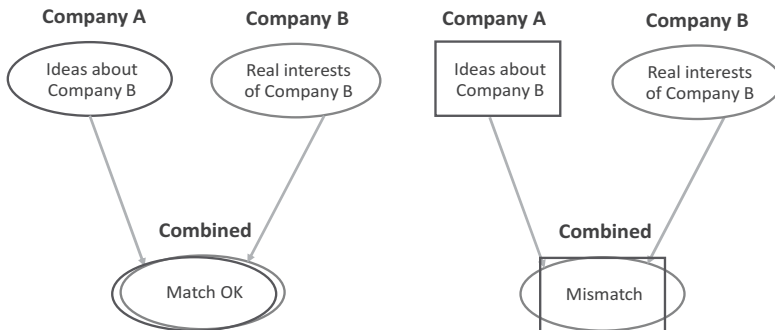 Company A
Company B
Ideas about
Company B
Real interests
of Company B
Combined
Match OK
Company A
Company B
Ideas about
Company B
Real interests
of Company B
Combined
Mismatch